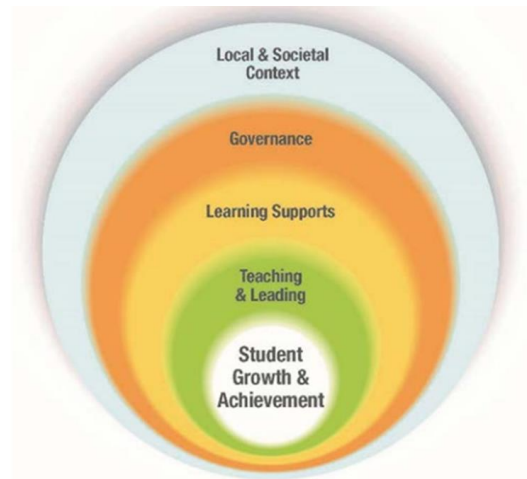 Local & Societal
Context
Governance
Learning Supports
Teaching
& Leading
Student
Growth &
Achievement